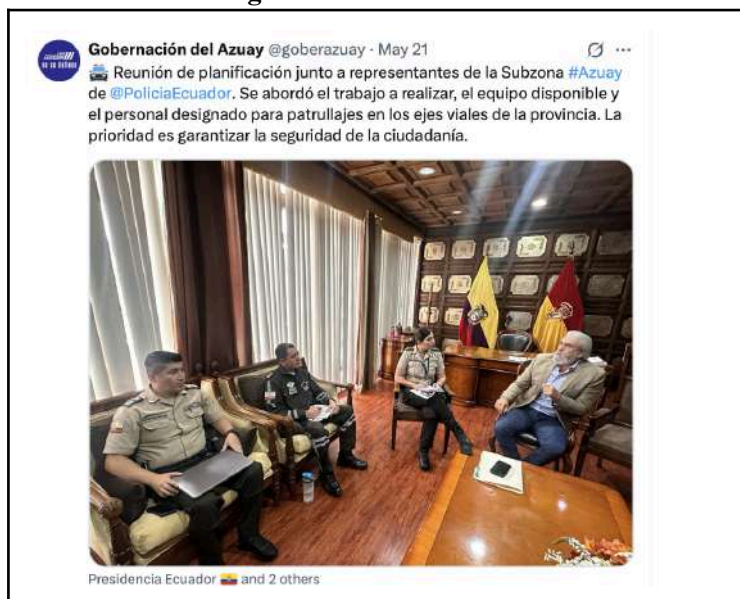 Gobernación del Azuay @goberazuay · May 21
🚔 Reunión de planificación junto a representantes de la Subzona #Azuay
de @PoliciaEcuador. Se abordó el trabajo a realizar, el equipo disponible y
el personal designado para patrullajes en los ejes viales de la provincia. La
prioridad es garantizar la seguridad de la ciudadanía.
Presidencia Ecuador 🇪🇨 and 2 others